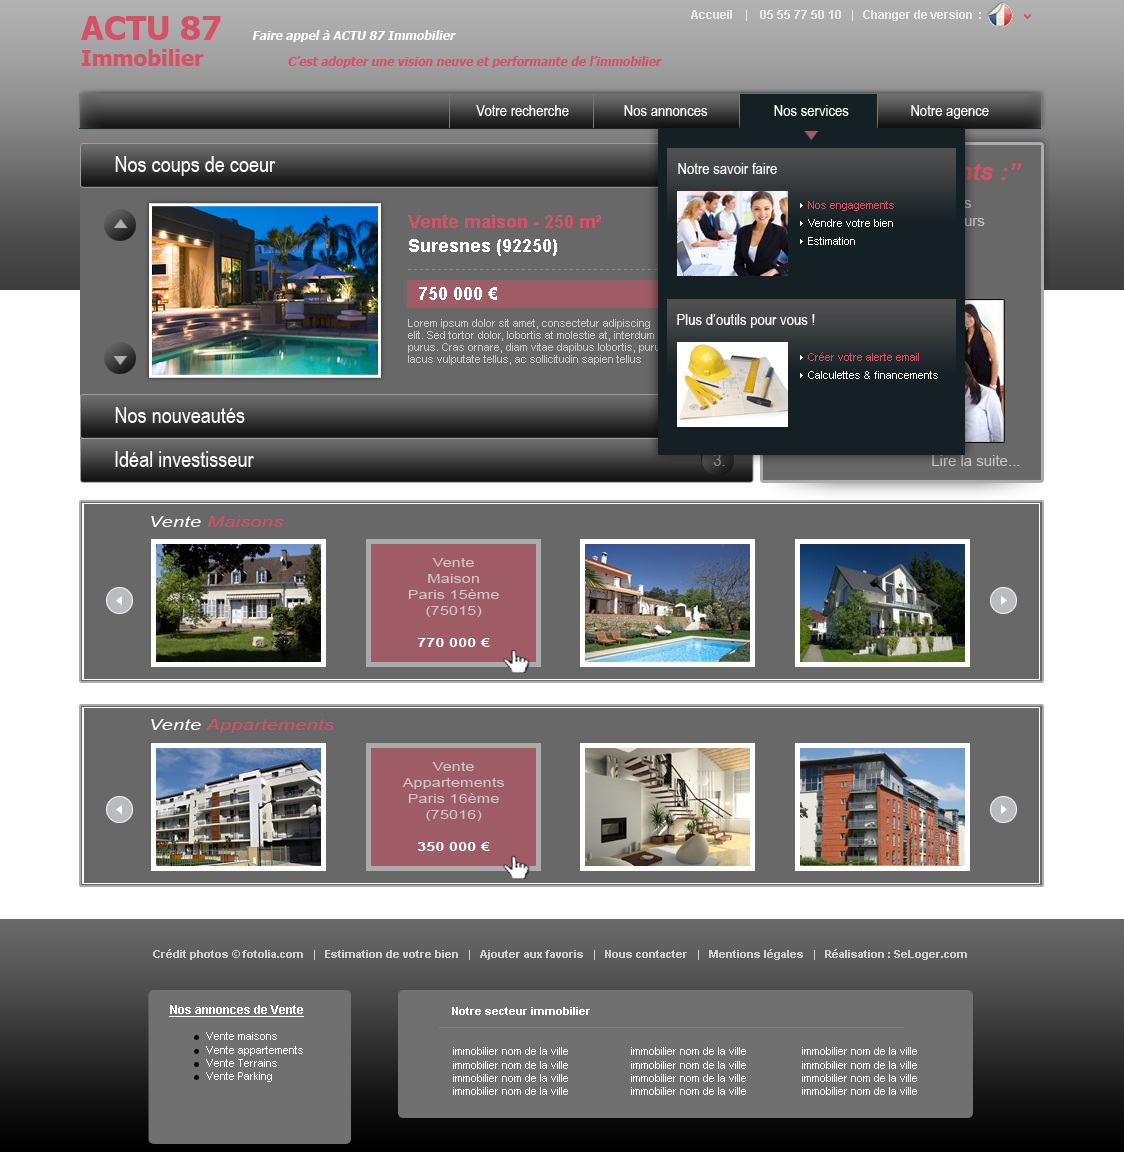 ACTU 87
Immobilier
Faire appel à ACTU 87 Immobilier
C'est adopter une vision neuve et performante de l'immobilier
Accueil | 05 55 77 50 10 | Changer de version :
Votre recherche
Nos annonces
Nos services
Notre agence
Nos coups de coeur
Vente maison - 250 m²
Suresnes (92250)
750 000 €
Lorem ipsum dolor sit amet, consectetur adipiscing
elit. Sed tortor dolor, lobortis at molestie at, interdum
purus. Cras ornare, diam vitae dapibus lobortis, puru
lacus vulputate tellus, ac sollicitudin sapien tellus
Notre savoir faire
Nos engagements
Vendre votre bien
Estimation
Plus d'outils pour vous !
Créer votre alerte email
Calculettes & financements
nts :”
s
urs
Lire la suite...
Nos nouveautés
Idéal investisseur
3.
Vente Maisons
Vente
Maison
Paris 15ème
(75015)
770 000 €
Vente Appartements
Vente
Appartements
Paris 16ème
(75016)
350 000 €
Crédit photos © fotolia.com | Estimation de votre bien | Ajouter aux favoris | Nous contacter | Mentions légales | Réalisation : SeLoger.com
Nos annonces de Vente
Vente maisons
Vente appartements
Vente Terrains
Vente Parking
Notre secteur immobilier
immobilier nom de la ville immobilier nom de la ville immobilier nom de la ville
immobilier nom de la ville immobilier nom de la ville immobilier nom de la ville
immobilier nom de la ville immobilier nom de la ville immobilier nom de la ville
immobilier nom de la ville immobilier nom de la ville immobilier nom de la ville